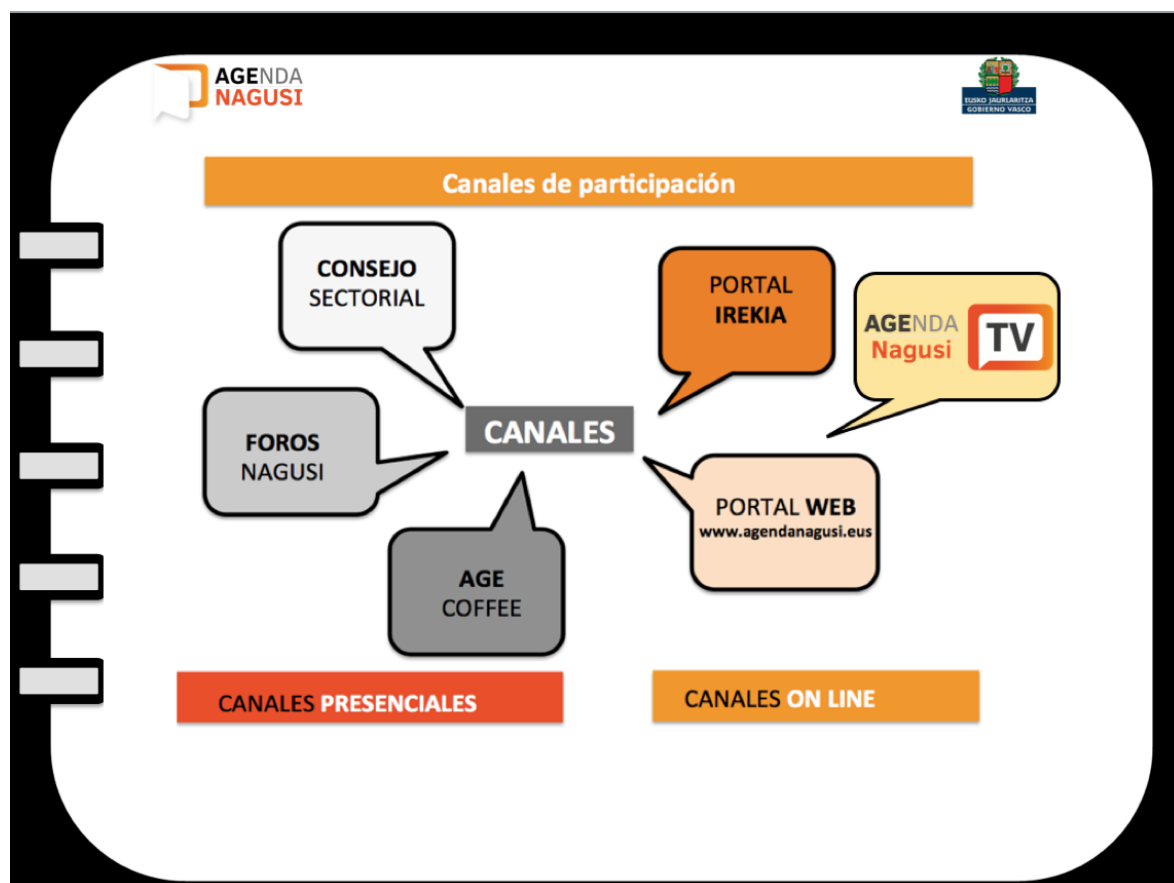 AGENDA
NAGUSI
EUSKO JAURLARITZA
GOBIERNO VASCO
Canales de participación
CONSEJO
SECTORIAL
PORTAL
IREKIA
AGENDA
Nagusi
TV
CANALES
FOROS
NAGUSI
PORTAL WEB
www.agendanagusi.eus
AGE
COFFEE
CANALES PRESENCIALES
CANALES ON LINE